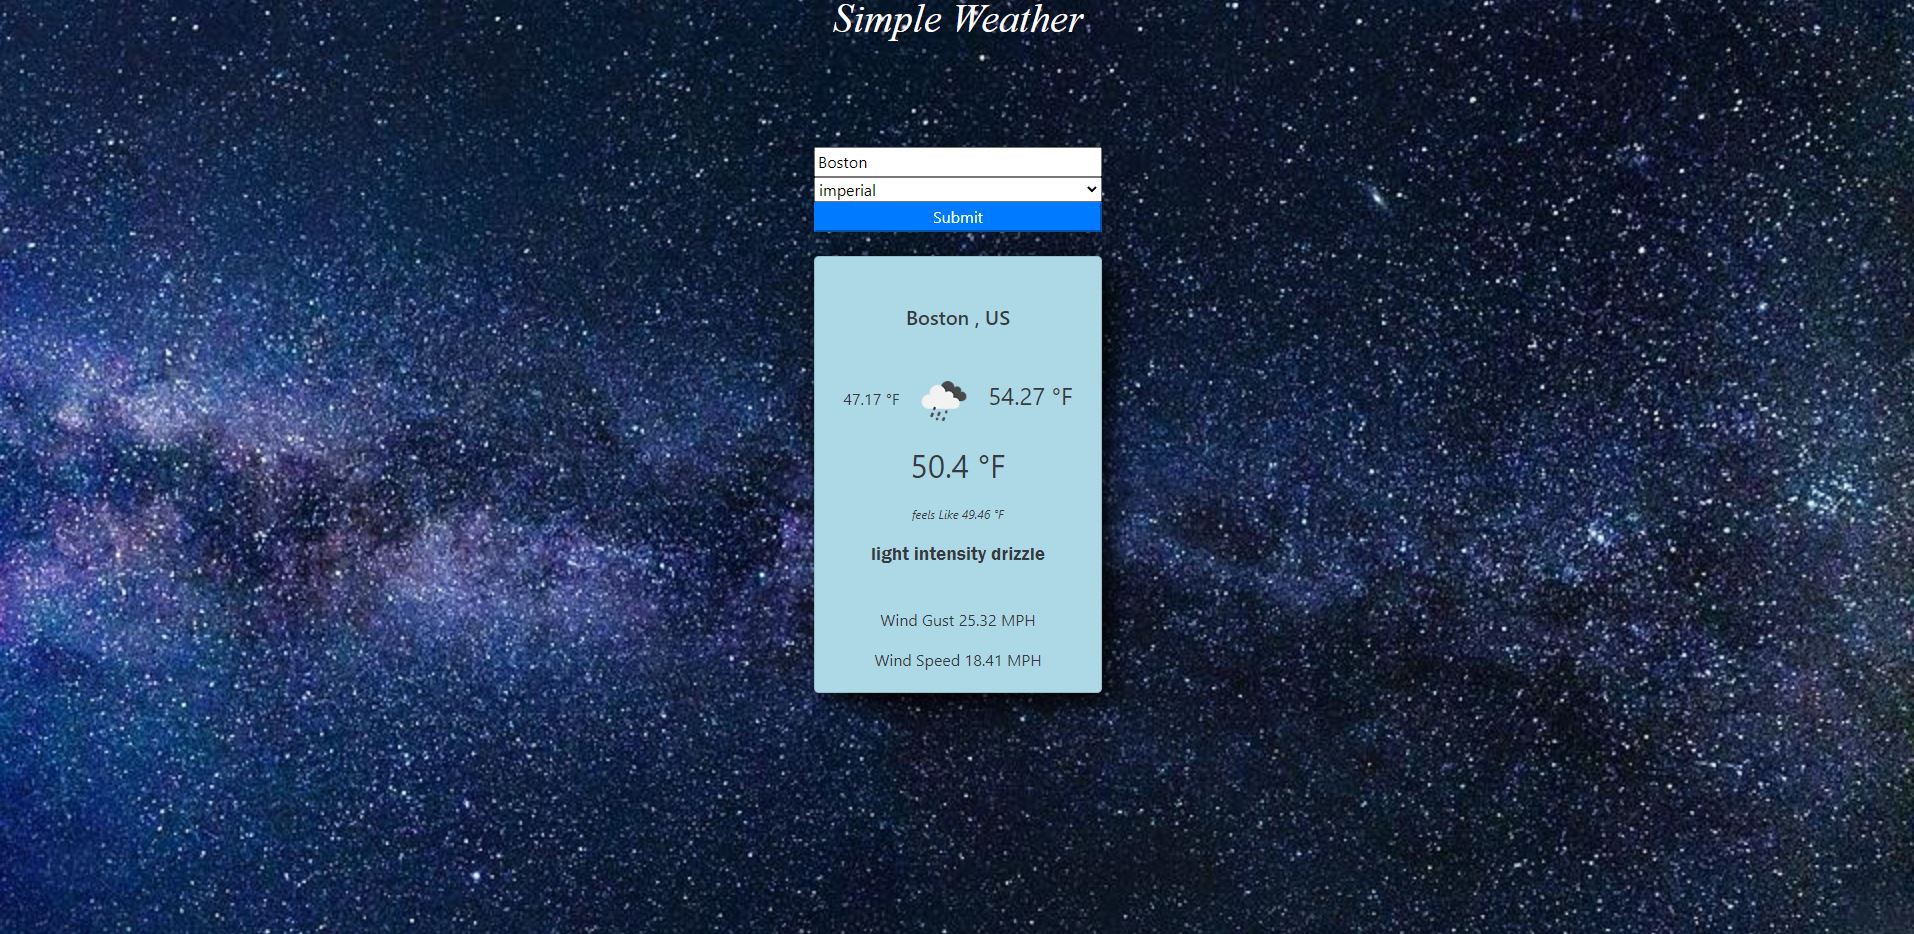 Simple Weather
Boston
imperial
Submit
Boston , US
47.17 °F 54.27 °F
50.4 °F
feels Like 49.46 °F
light intensity drizzle
Wind Gust 25.32 MPH
Wind Speed 18.41 MPH